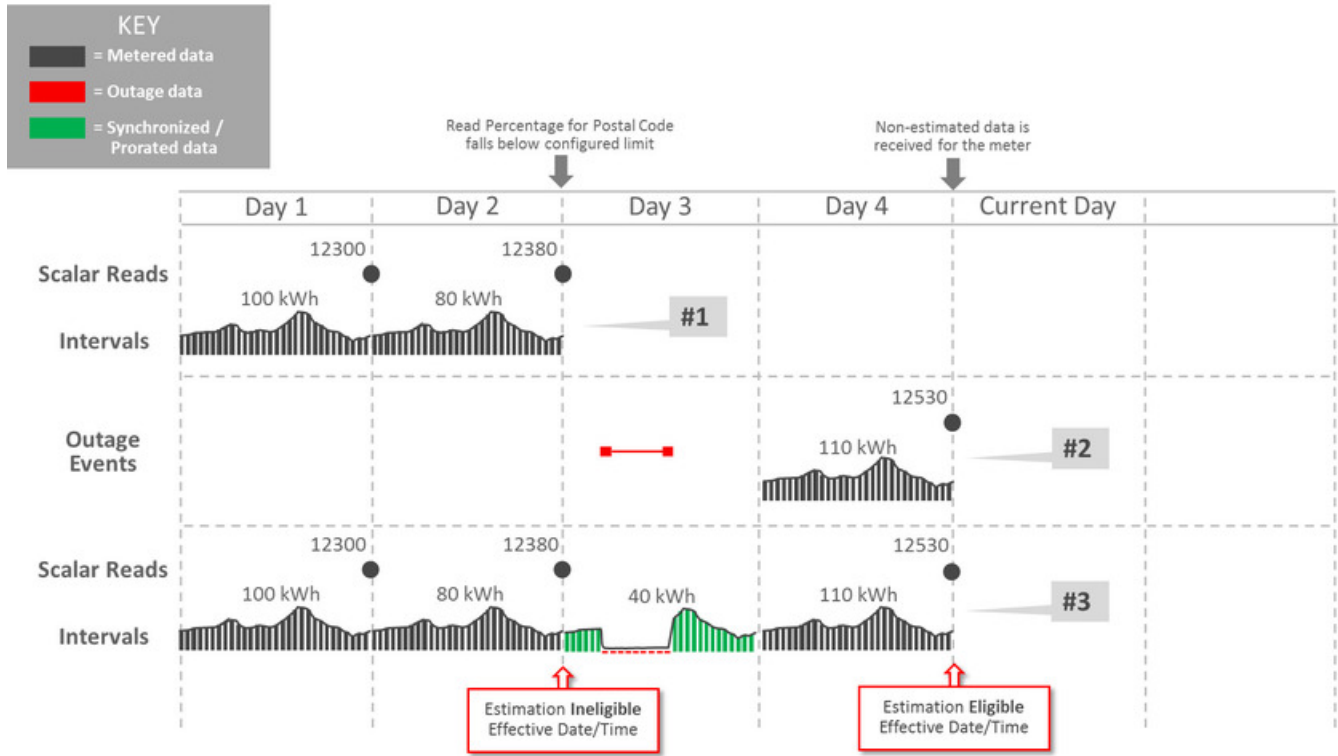 KEY
= Metered data
= Outage data
= Synchronized /
Prorated data
Read Percentage for Postal Code
falls below configured limit
Non-estimated data is
received for the meter
Day 1 Day 2 Day 3 Day 4 Current Day
12300 12380
Scalar Reads
100 kWh 80 kWh
#1
Intervals
12530
Outage
Events
110 kWh
#2
12300 12380 12530
Scalar Reads
100 kWh 80 kWh 40 kWh 110 kWh
#3
Intervals
Estimation Ineligible
Effective Date/Time
Estimation Eligible
Effective Date/Time